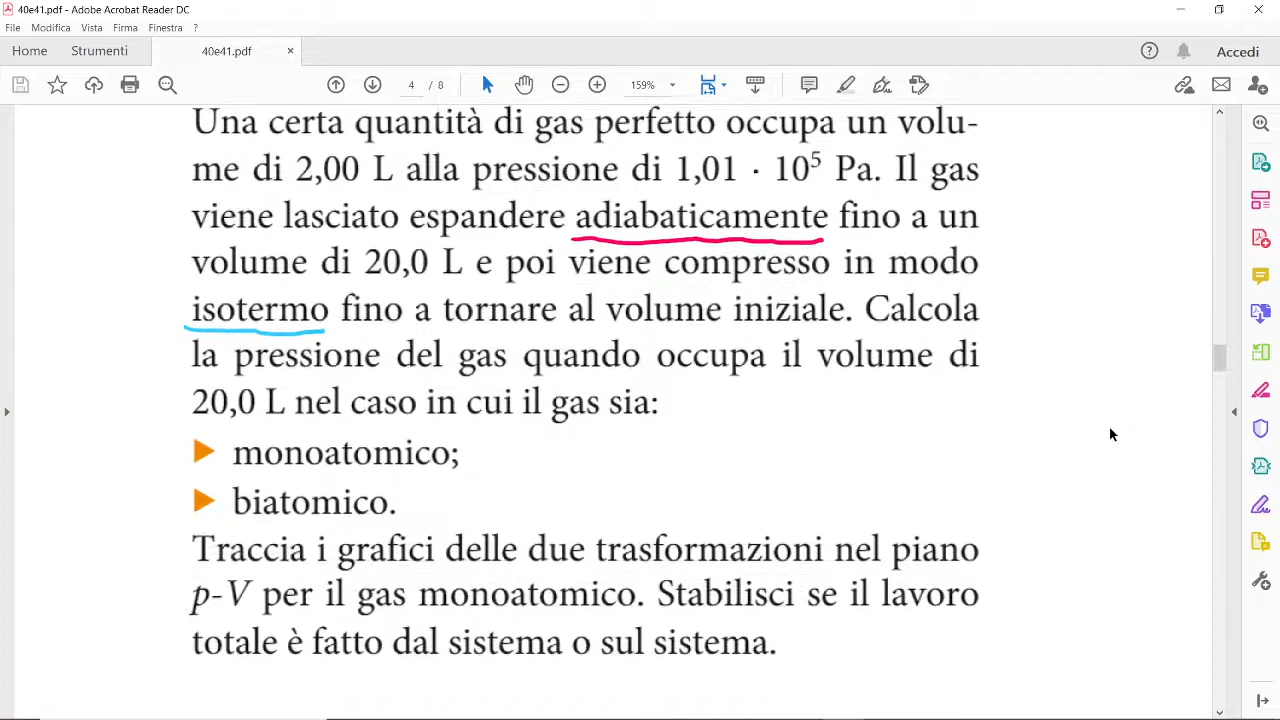 40e41.pdf - Adobe Acrobat Reader DC
File Modifica Vista Firma Finestra ?
Home Strumenti 40e41.pdf × Accedi
4 / 8 159%
Una certa quantità di gas perfetto occupa un volu-
me di 2,00 L alla pressione di 1,01 · 10⁵ Pa. Il gas
viene lasciato espandere adiabaticamente fino a un
volume di 20,0 L e poi viene compresso in modo
isotermo fino a tornare al volume iniziale. Calcola
la pressione del gas quando occupa il volume di
20,0 L nel caso in cui il gas sia:
monoatomico;
biatomico.
Traccia i grafici delle due trasformazioni nel piano
p-V per il gas monoatomico. Stabilisci se il lavoro
totale è fatto dal sistema o sul sistema.